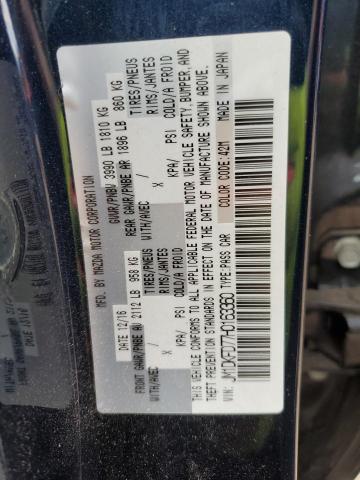 MFD BY: MAZDA MOTOR CORPORATION
DATE: 12/16 GVWR/PNBV 3990 LB 1810 KG
FRONT GAWR/PNBE AV 2112 LB 958 KG REAR GAWR/PNBE AR 1896 LB 860 KG
WITH/AVEC TIRES/PNEUS WITH/AVEC TIRES/PNEUS
X RIMS/JANTES X RIMS/JANTES
KPA/ PSI COLD/A FROID KPA/ PSI COLD/A FROID
THIS VEHICLE CONFORMS TO ALL APPLICABLE FEDERAL MOTOR VEHICLE SAFETY, BUMPER, AND
THEFT PREVENTION STANDARDS IN EFFECT ON THE DATE OF MANUFACTURE SHOWN ABOVE.
VIN: JM1DKFD77H0163360 TYPE: PASS CAR COLOR CODE: 42M MADE IN JAPAN